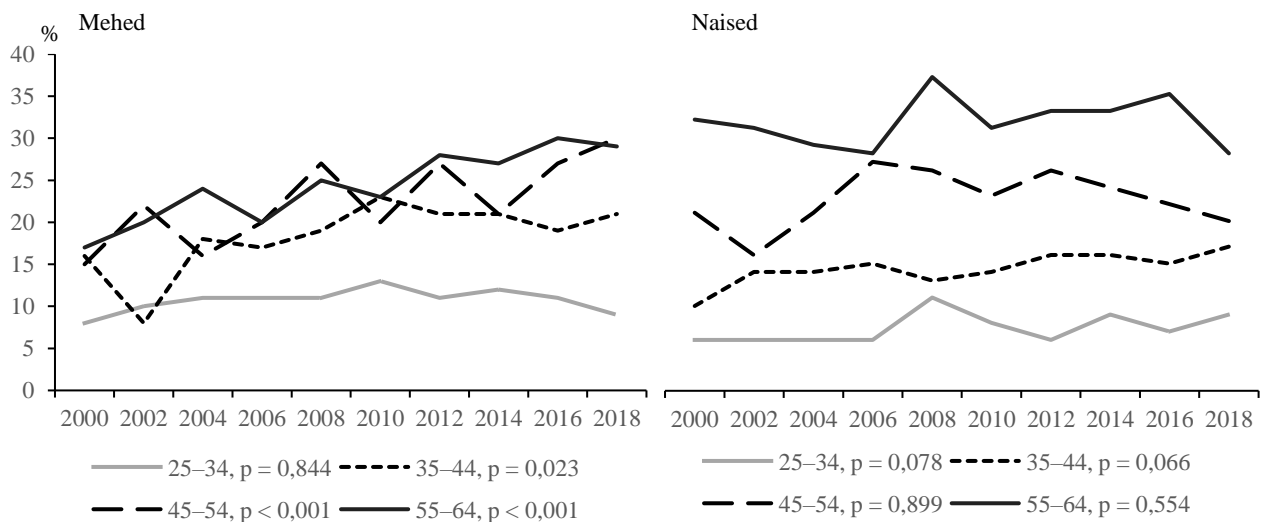 Mehed
%
40
35
30
25
20
15
10
5
0
2000 2002 2004 2006 2008 2010 2012 2014 2016 2018
25–34, p = 0,844 35–44, p = 0,023
45–54, p < 0,001 55–64, p < 0,001
Naised
2000 2002 2004 2006 2008 2010 2012 2014 2016 2018
25–34, p = 0,078 35–44, p = 0,066
45–54, p = 0,899 55–64, p = 0,554